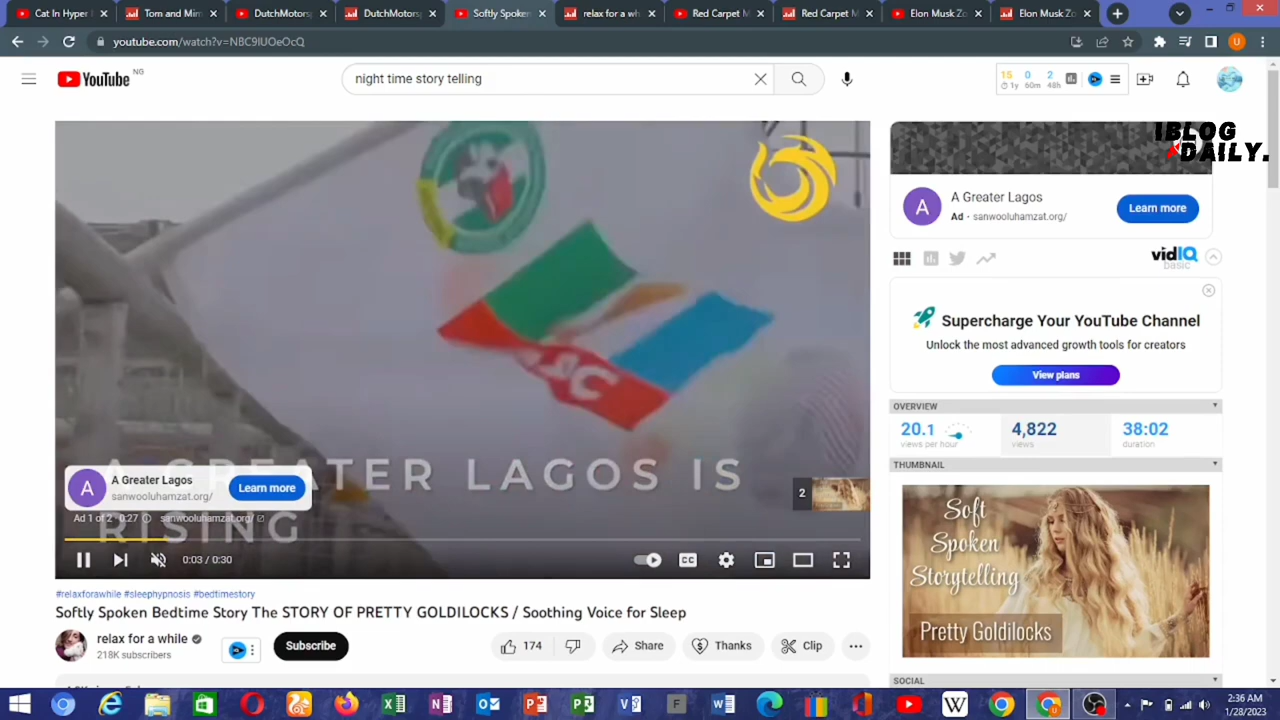 Cat In Hyper
Tom and Mim
DutchMotorsp
DutchMotorsp
Softly Spoken
relax for a wh
Red Carpet M
Red Carpet M
Elon Musk Zo
Elon Musk Zo
youtube.com/watch?v=NBC9IUOeOcQ
U
YouTube NG
night time story telling
15 0 2
1y 60m 48h
IBLOG
DAILY.
A Greater Lagos
Ad · sanwooluhamzat.org/
A
Learn more
vidIQ
basic
Supercharge Your YouTube Channel
Unlock the most advanced growth tools for creators
View plans
OVERVIEW
20.1 4,822 38:02
views per hour views duration
THUMBNAIL
Soft
Spoken
Storytelling
Pretty Goldilocks
SOCIAL
A GREATER LAGOS IS
RISING
A
A Greater Lagos
sanwooluhamzat.org/
Learn more
2
Ad 1 of 2 · 0:27 sanwooluhamzat.org/
0:03 / 0:30
CC
#relaxforawhile #sleephypnosis #bedtimestory
Softly Spoken Bedtime Story The STORY OF PRETTY GOLDILOCKS / Soothing Voice for Sleep
relax for a while
218K subscribers
Subscribe
174
Share
Thanks
Clip
2:36 AM
1/28/2023